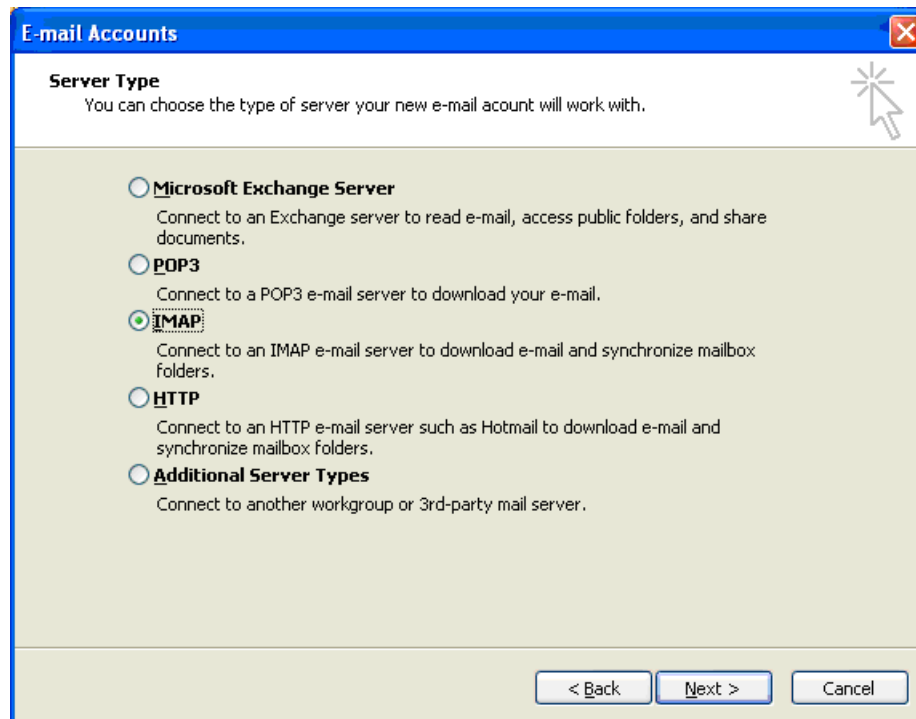 E-mail Accounts
Server Type
You can choose the type of server your new e-mail acount will work with.
Microsoft Exchange Server
Connect to an Exchange server to read e-mail, access public folders, and share
documents.
POP3
Connect to a POP3 e-mail server to download your e-mail.
IMAP
Connect to an IMAP e-mail server to download e-mail and synchronize mailbox
folders.
HTTP
Connect to an HTTP e-mail server such as Hotmail to download e-mail and
synchronize mailbox folders.
Additional Server Types
Connect to another workgroup or 3rd-party mail server.
< Back Next > Cancel